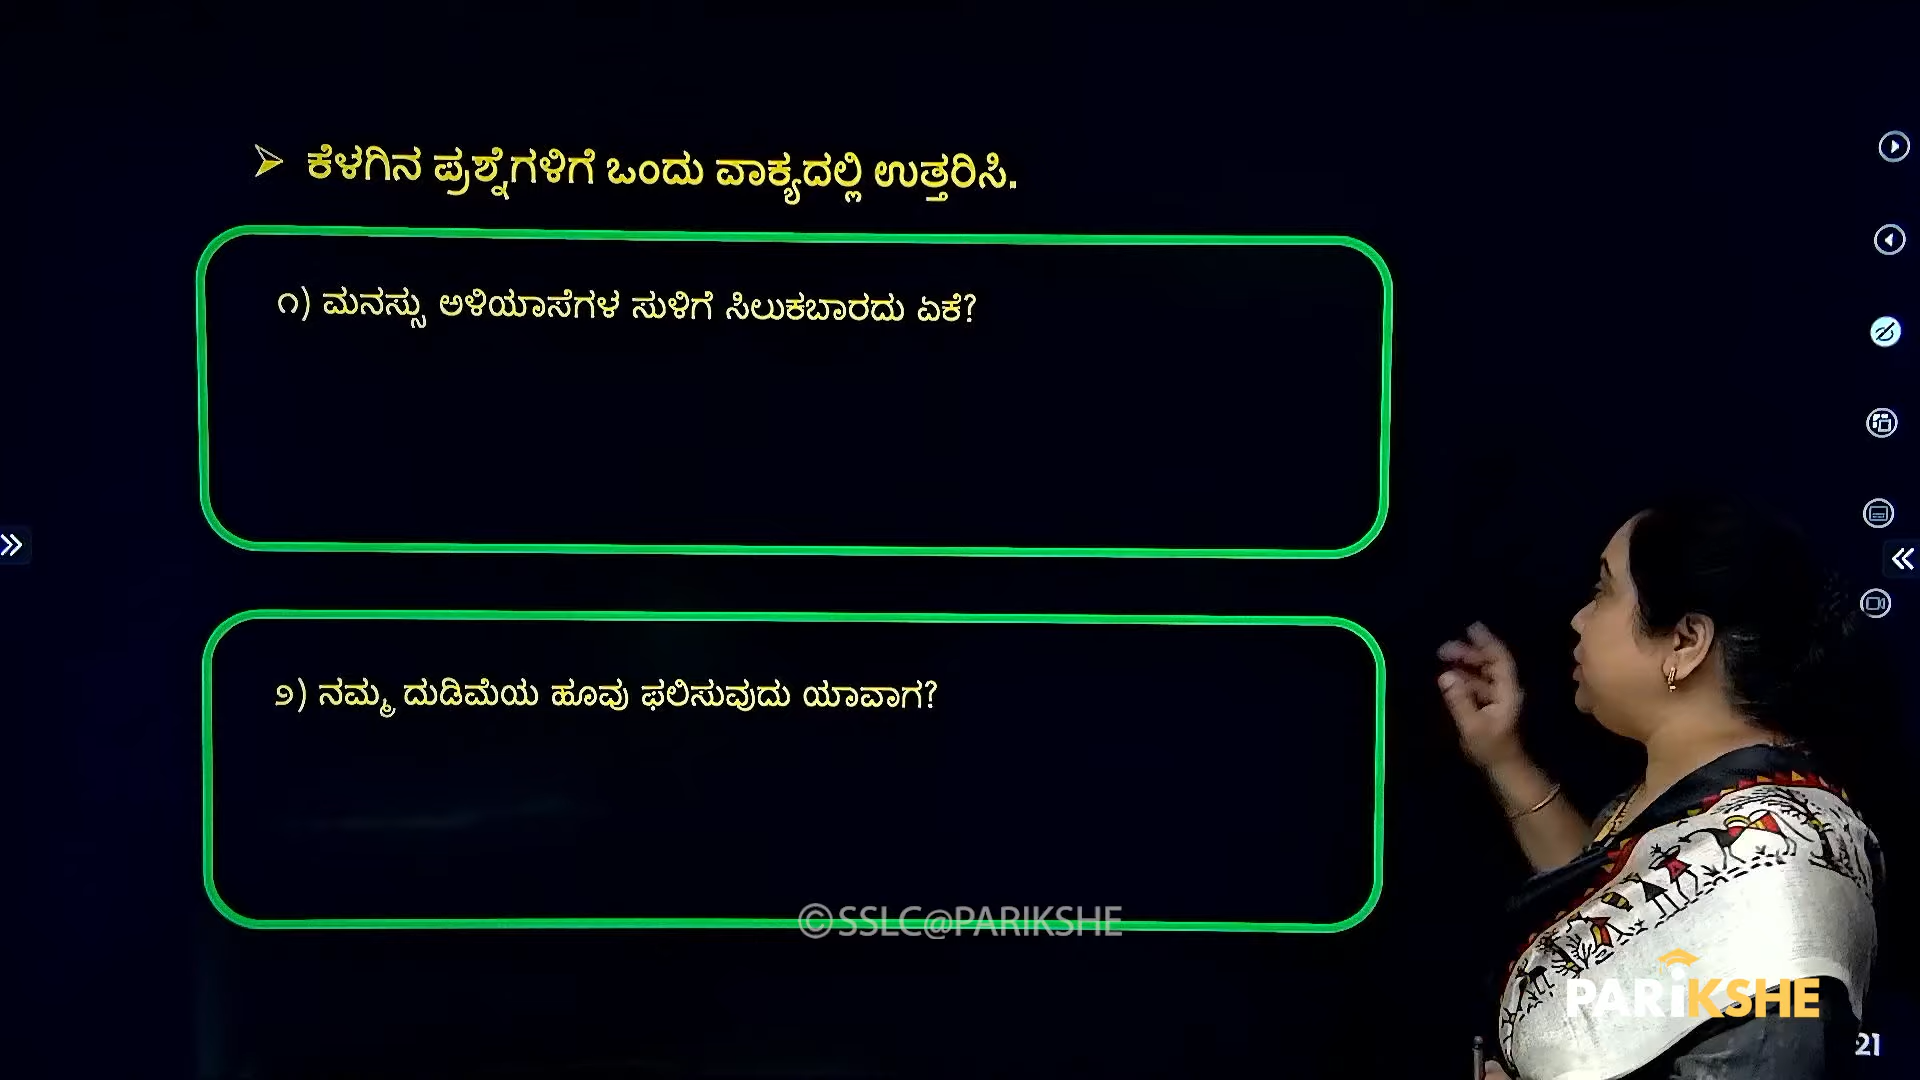 ➢ ಕೆಳಗಿನ ಪ್ರಶ್ನೆಗಳಿಗೆ ಒಂದು ವಾಕ್ಯದಲ್ಲಿ ಉತ್ತರಿಸಿ.
೧) ಮನಸ್ಸು ಅಳಿಯಾಸೆಗಳ ಸುಳಿಗೆ ಸಿಲುಕಬಾರದು ಏಕೆ?
೨) ನಮ್ಮ ದುಡಿಮೆಯ ಹೂವು ಫಲಿಸುವುದು ಯಾವಾಗ?
©SSLC@PARIKSHE
PARiKSHE
21